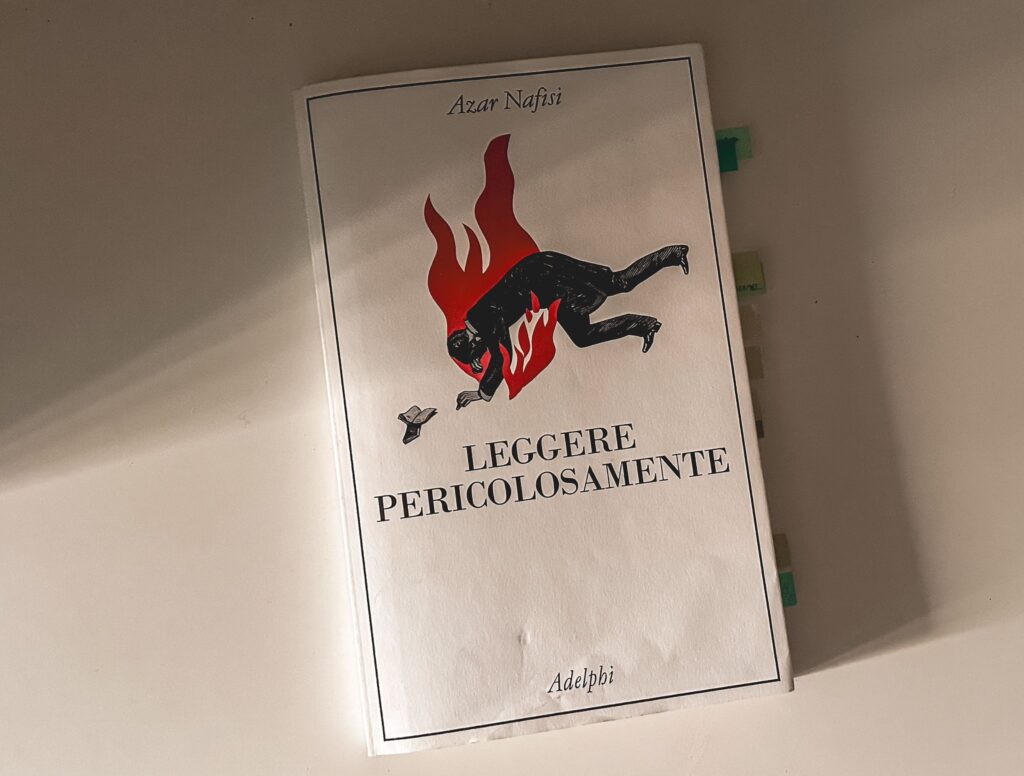 Azar Nafisi
LEGGERE
PERICOLOSAMENTE
Adelphi